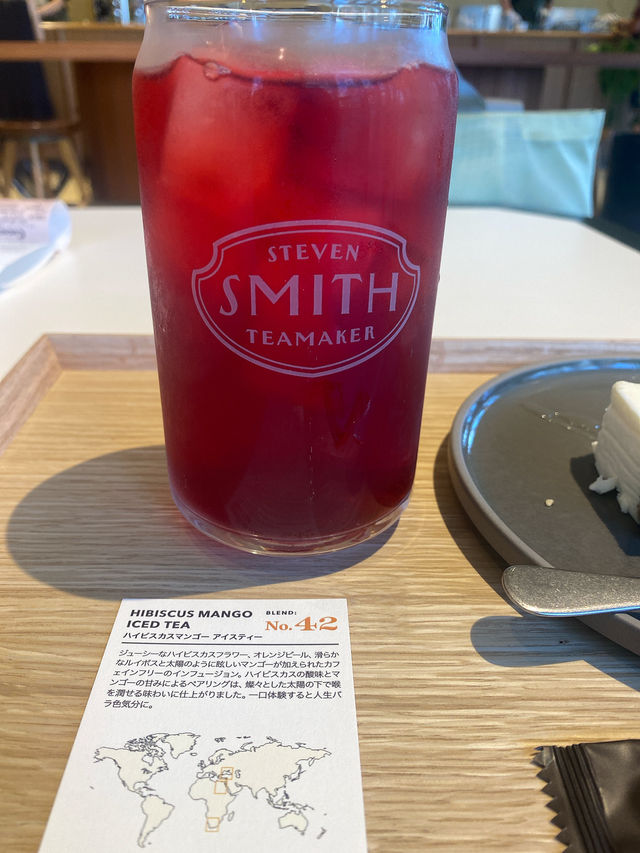 STEVEN
SMITH
TEAMAKER
HIBISCUS MANGO BLEND:
ICED TEA No.42
ハイビスカスマンゴー アイスティー
ジューシーなハイビスカスフラワー、オレンジピール、滑らか
なルイボスと太陽のように眩しいマンゴーが加えられたカフ
ェインフリーのインフュージョン。ハイビスカスの酸味とマ
ンゴーの甘みによるペアリングは、燦々とした太陽の下で喉
を潤せる味わいに仕上がりました。一口体験すると人生バ
ラ色気分に。